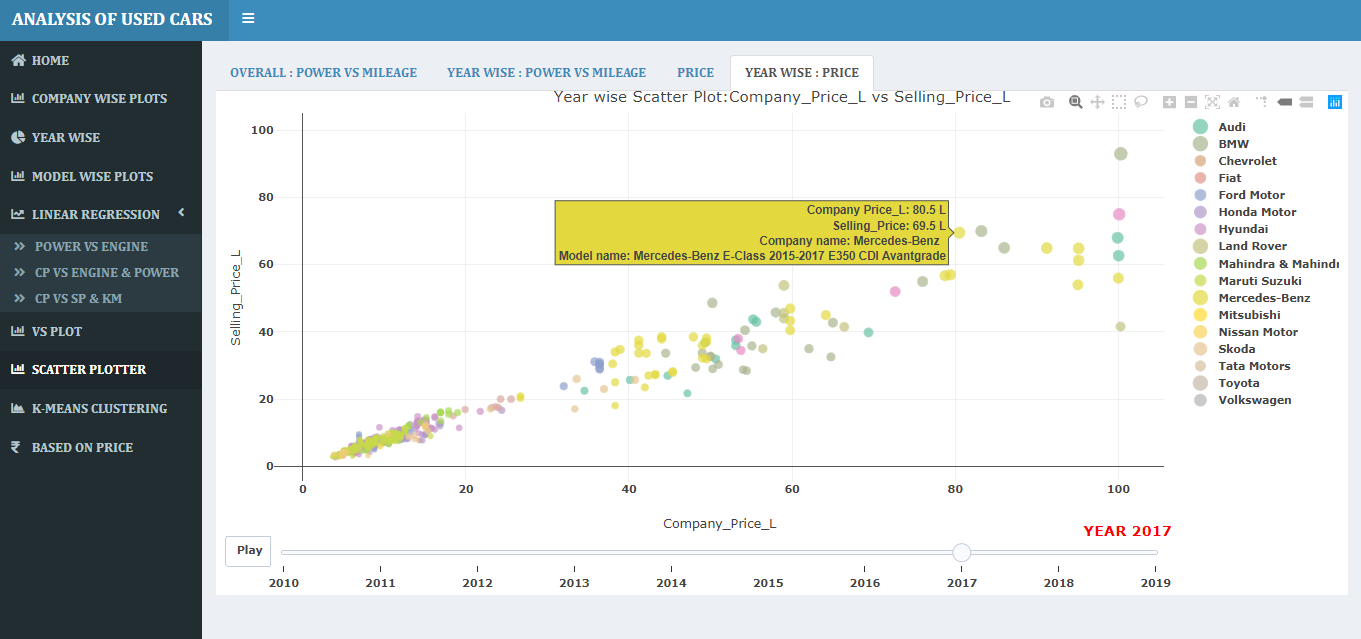 ANALYSIS OF USED CARS
HOME
COMPANY WISE PLOTS
YEAR WISE
MODEL WISE PLOTS
LINEAR REGRESSION
POWER VS ENGINE
CP VS ENGINE & POWER
CP VS SP & KM
VS PLOT
SCATTER PLOTTER
K-MEANS CLUSTERING
BASED ON PRICE
OVERALL : POWER VS MILEAGE YEAR WISE : POWER VS MILEAGE PRICE YEAR WISE : PRICE
Year wise Scatter Plot:Company_Price_L vs Selling_Price_L
100
80
60
40
20
0
Selling_Price_L
Company Price_L: 80.5 L
Selling_Price: 69.5 L
Company name: Mercedes-Benz
Model name: Mercedes-Benz E-Class 2015-2017 E350 CDI Avantgrade
0 20 40 60 80 100
Company_Price_L
Audi
BMW
Chevrolet
Fiat
Ford Motor
Honda Motor
Hyundai
Land Rover
Mahindra & Mahindr
Maruti Suzuki
Mercedes-Benz
Mitsubishi
Nissan Motor
Skoda
Tata Motors
Toyota
Volkswagen
YEAR 2017
Play
2010 2011 2012 2013 2014 2015 2016 2017 2018 2019